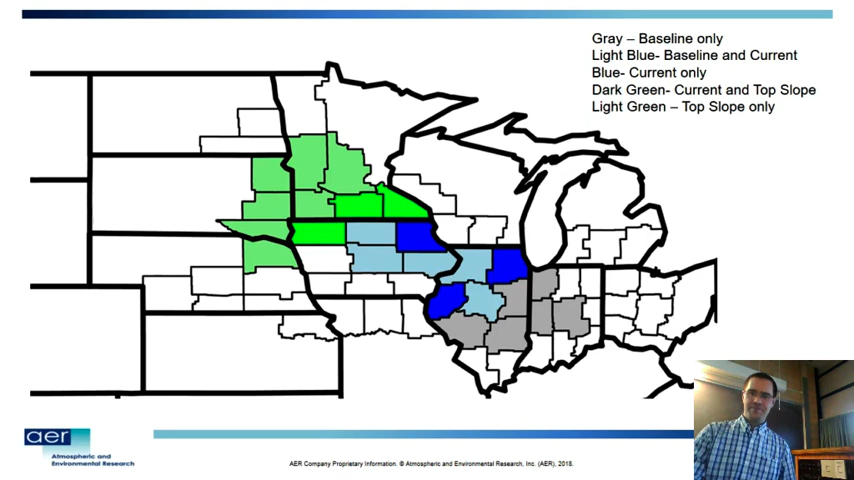 Gray – Baseline only
Light Blue- Baseline and Current
Blue- Current only
Dark Green- Current and Top Slope
Light Green – Top Slope only
aer
Atmospheric and
Environmental Research
AER Company Proprietary Information. © Atmospheric and Environmental Research, Inc. (AER), 2018.